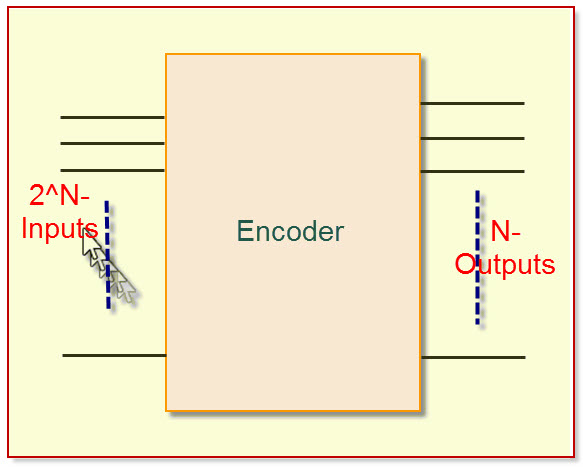 2^N-
Inputs
Encoder
N-
Outputs